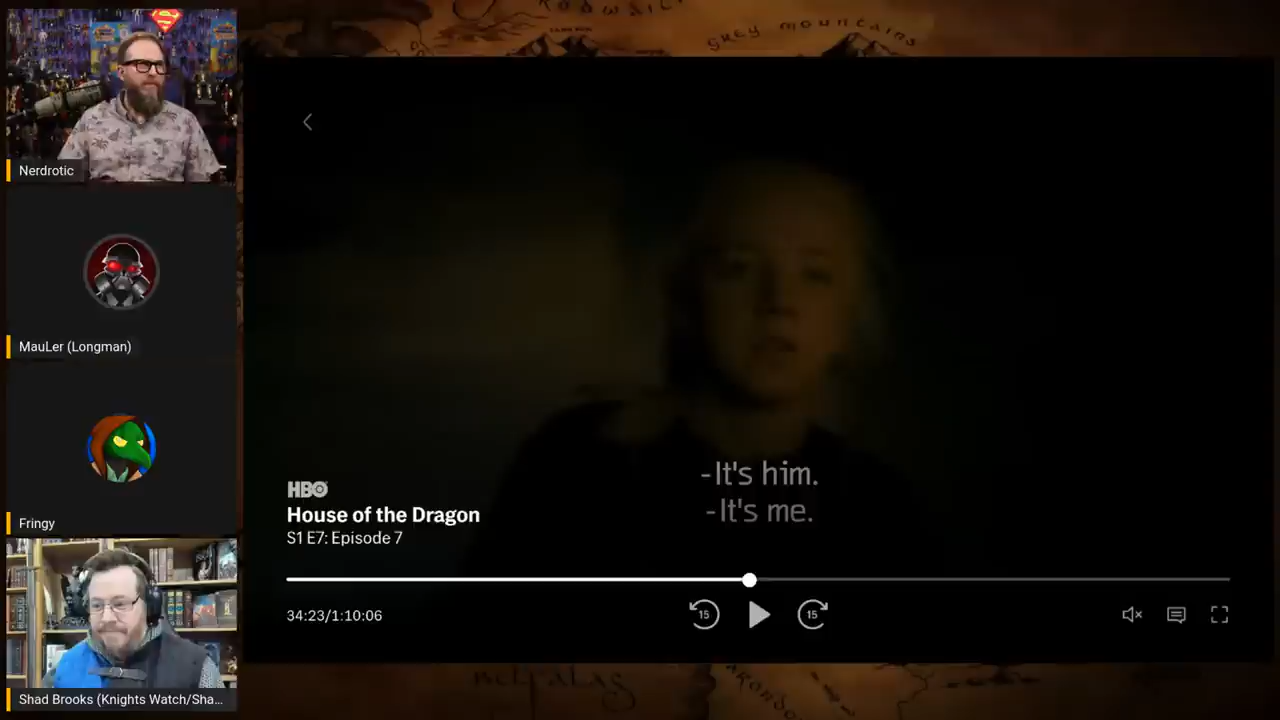 GREY MOUNTAINS
Nerdrotic
MauLer (Longman)
Fringy
Shad Brooks (Knights Watch/Sha...
-It's him.
-It's me.
HBO
House of the Dragon
S1 E7: Episode 7
34:23/1:10:06
15
15